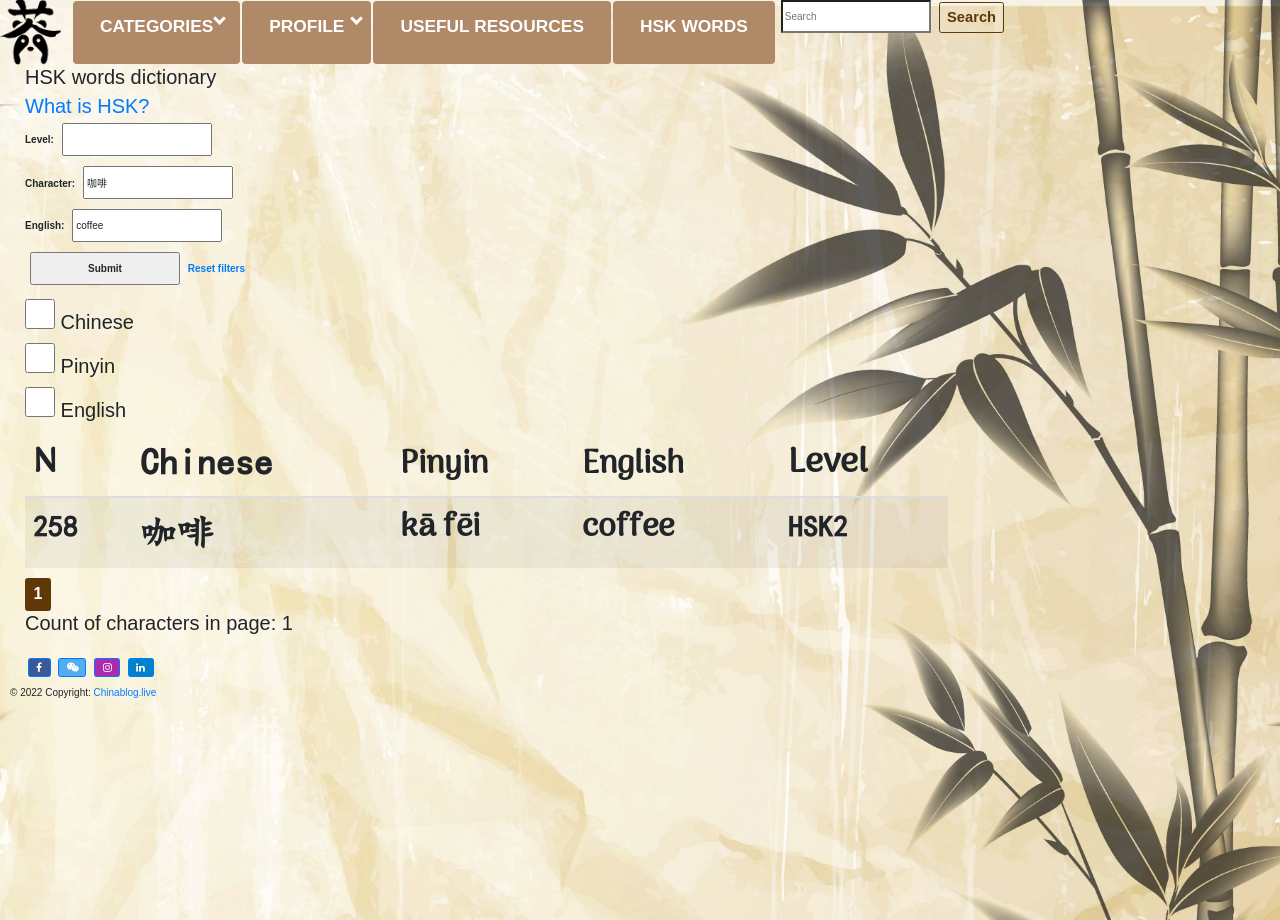 CATEGORIES PROFILE USEFUL RESOURCES HSK WORDS Search Search
HSK words dictionary
What is HSK?
Level:
Character: 咖啡
English: coffee
Submit Reset filters
Chinese
Pinyin
English
N Chinese Pinyin English Level
258 咖啡 kā fēi coffee HSK2
1
Count of characters in page: 1
© 2022 Copyright: Chinablog.live